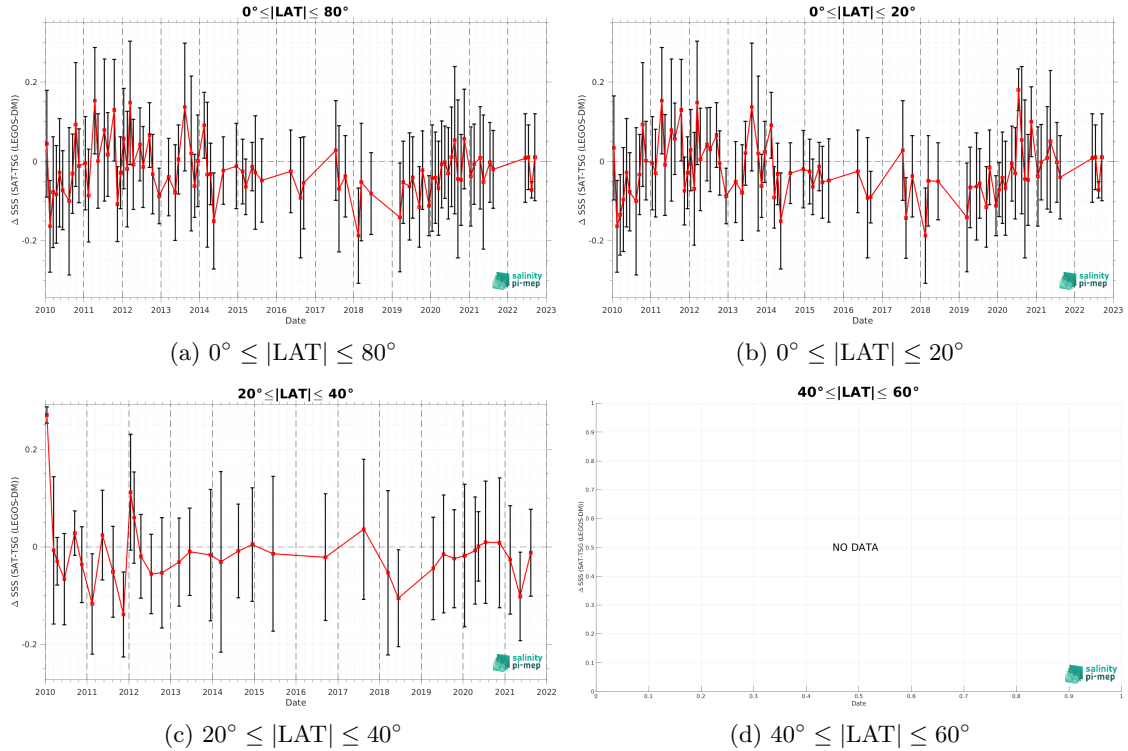 0°≤|LAT|≤ 80°
Δ SSS (SAT-TSG (LEGOS-DM))
0.2
0
-0.2
2010 2011 2012 2013 2014 2015 2016 2017 2018 2019 2020 2021 2022 2023
Date
salinity
pi-mep
(a) 0° ≤ |LAT| ≤ 80°
0°≤|LAT|≤ 20°
Δ SSS (SAT-TSG (LEGOS-DM))
0.2
0
-0.2
2010 2011 2012 2013 2014 2015 2016 2017 2018 2019 2020 2021 2022 2023
Date
salinity
pi-mep
(b) 0° ≤ |LAT| ≤ 20°
20°≤|LAT|≤ 40°
Δ SSS (SAT-TSG (LEGOS-DM))
0.2
0
-0.2
2010 2011 2012 2013 2014 2015 2016 2017 2018 2019 2020 2021 2022
Date
salinity
pi-mep
(c) 20° ≤ |LAT| ≤ 40°
40°≤|LAT|≤ 60°
Δ SSS (SAT-TSG (LEGOS-DM))
1
0.9
0.8
0.7
0.6
0.5
0.4
0.3
0.2
0.1
0
NO DATA
0 0.1 0.2 0.3 0.4 0.5 0.6 0.7 0.8 0.9 1
Date
salinity
pi-mep
(d) 40° ≤ |LAT| ≤ 60°